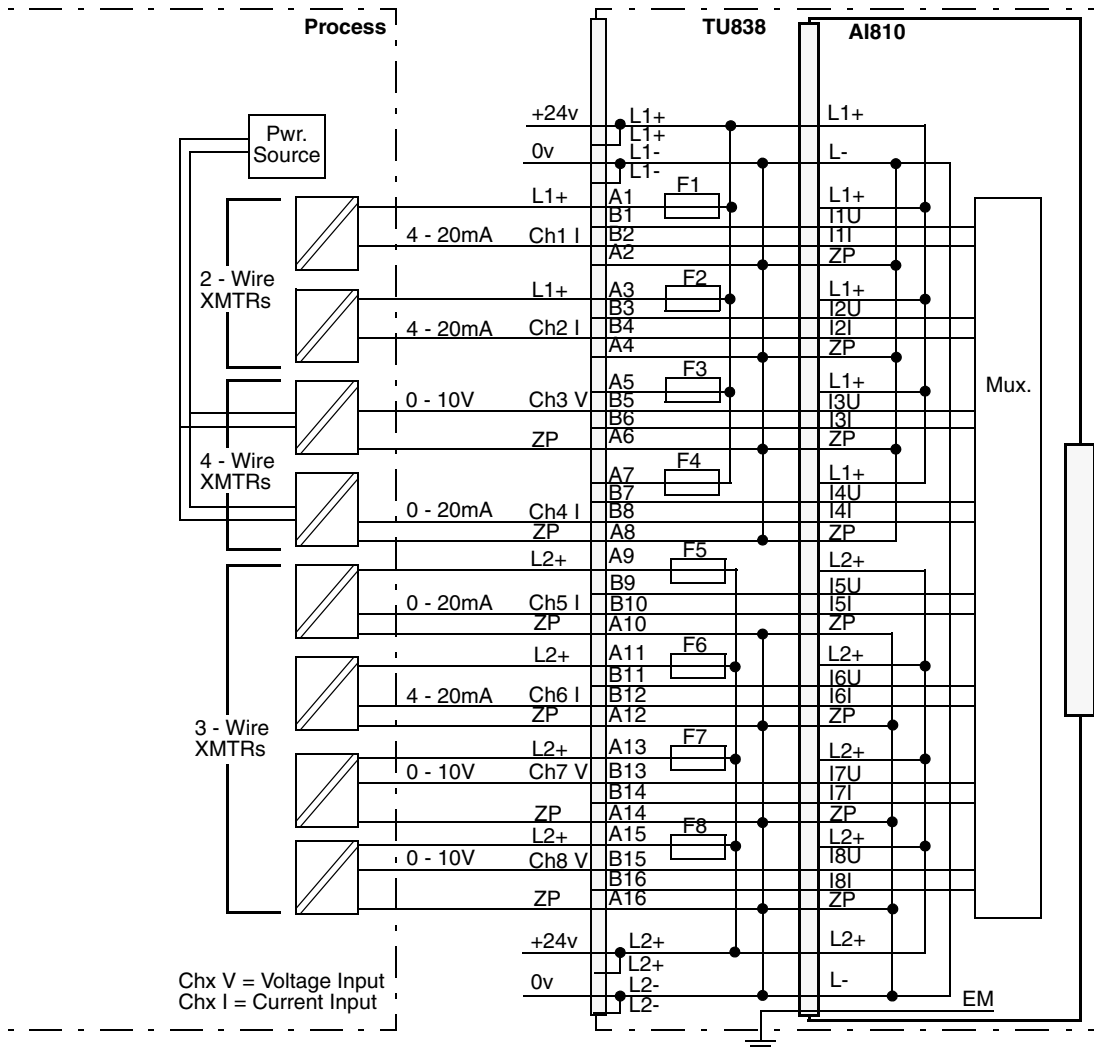 Process
TU838
AI810
Pwr.
Source
+24v
L1+
L1+
L1+
0v
L1-
L1-
L-
L1+
A1
F1
L1+
B1
I1U
4 - 20mA
Ch1 I
B2
I1I
A2
ZP
2 - Wire
XMTRs
L1+
A3
F2
L1+
B3
I2U
4 - 20mA
Ch2 I
B4
I2I
A4
ZP
A5
F3
L1+
0 - 10V
Ch3 V
B5
I3U
B6
I3I
ZP
A6
ZP
Mux.
4 - Wire
XMTRs
A7
F4
L1+
B7
I4U
0 - 20mA
Ch4 I
B8
I4I
ZP
A8
ZP
L2+
A9
F5
L2+
B9
I5U
0 - 20mA
Ch5 I
B10
I5I
ZP
A10
ZP
L2+
A11
F6
L2+
B11
I6U
4 - 20mA
Ch6 I
B12
I6I
ZP
A12
ZP
3 - Wire
XMTRs
L2+
A13
F7
L2+
0 - 10V
Ch7 V
B13
I7U
B14
I7I
ZP
A14
ZP
L2+
A15
F8
L2+
0 - 10V
Ch8 V
B15
I8U
B16
I8I
ZP
A16
ZP
+24v
L2+
L2+
L2+
0v
L2-
L2-
L-
EM
Chx V = Voltage Input
Chx I = Current Input